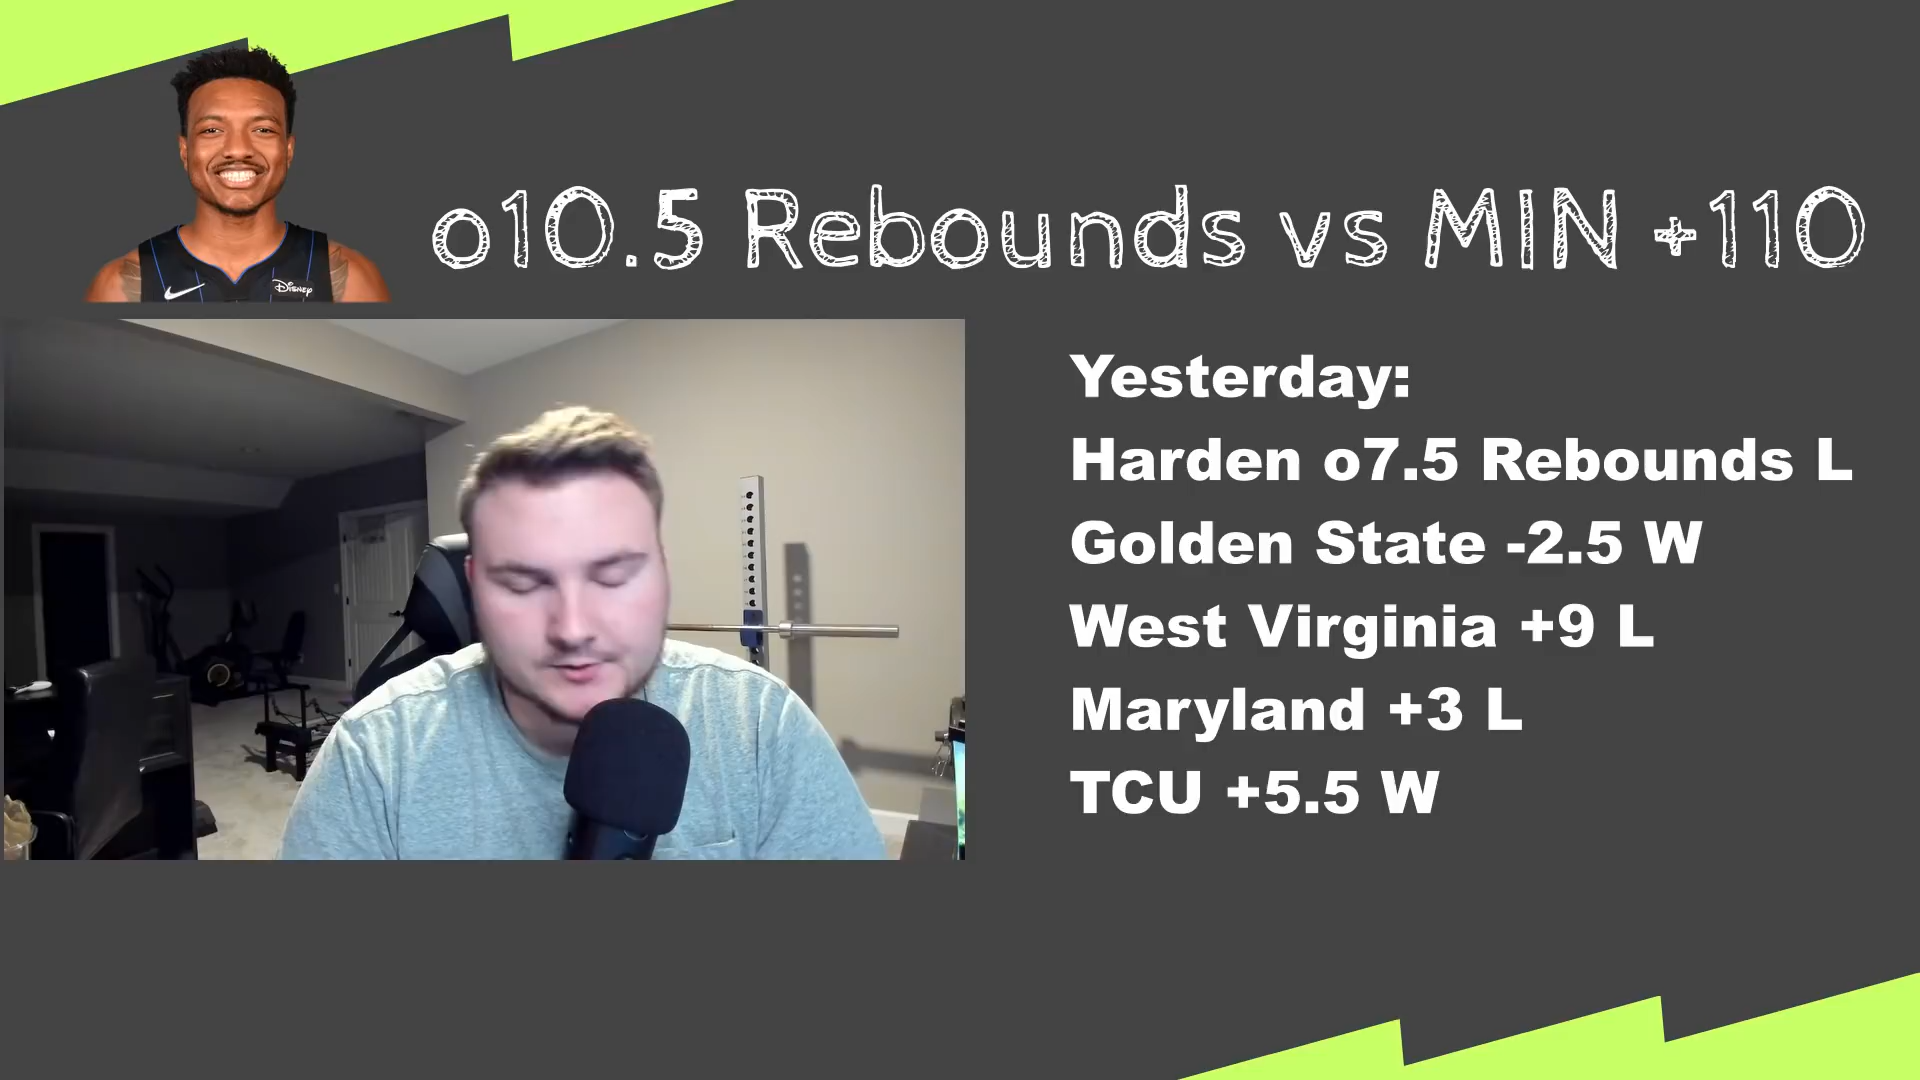 o10.5 Rebounds vs MIN +110
Disney
Yesterday:
Harden o7.5 Rebounds L
Golden State -2.5 W
West Virginia +9 L
Maryland +3 L
TCU +5.5 W